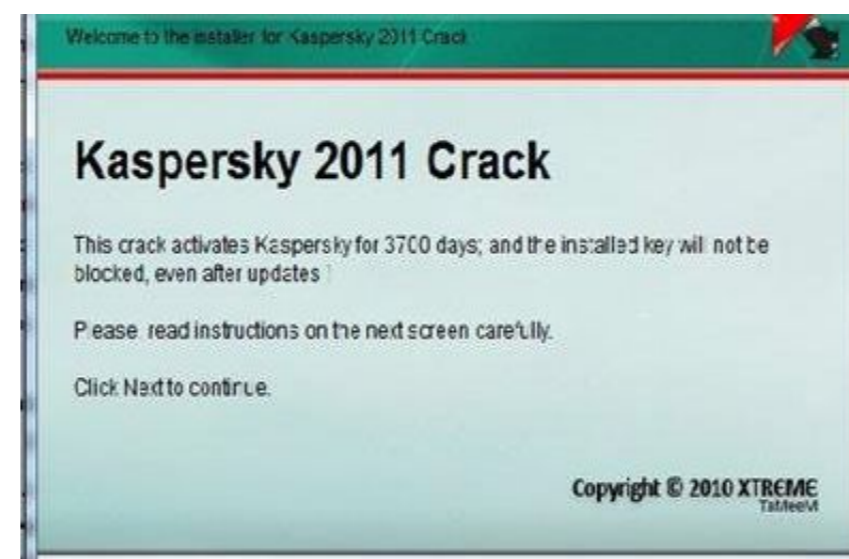 Welcome to the installer for Kaspersky 2011 Crack
Kaspersky 2011 Crack
This crack activates Kaspersky for 3700 days; and the installed key will not be
blocked, even after updates !
Please read instructions on the next screen carefully.
Click Next to continue.
Copyright © 2010 XTREME